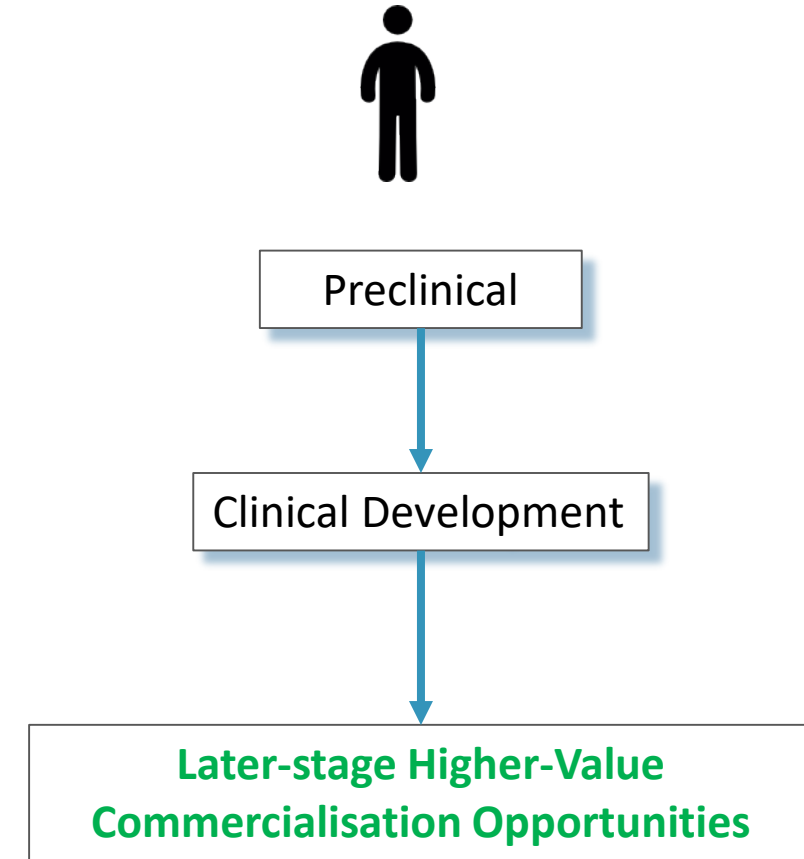 Preclinical
Clinical Development
Later-stage Higher-Value
Commercialisation Opportunities